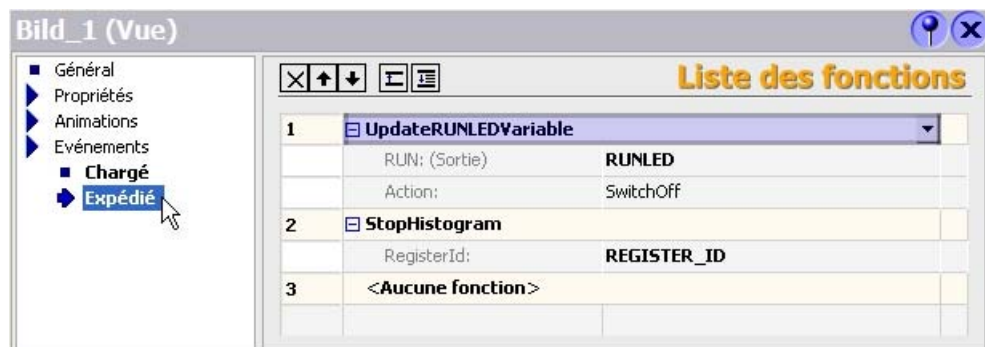 Bild_1 (Vue)
Général
Propriétés
Animations
Evénements
Chargé
Expédié
Liste des fonctions
1 UpdateRUNLEDVariable
RUN: (Sortie) RUNLED
Action: SwitchOff
2 StopHistogram
RegisterId: REGISTER_ID
3 <Aucune fonction>